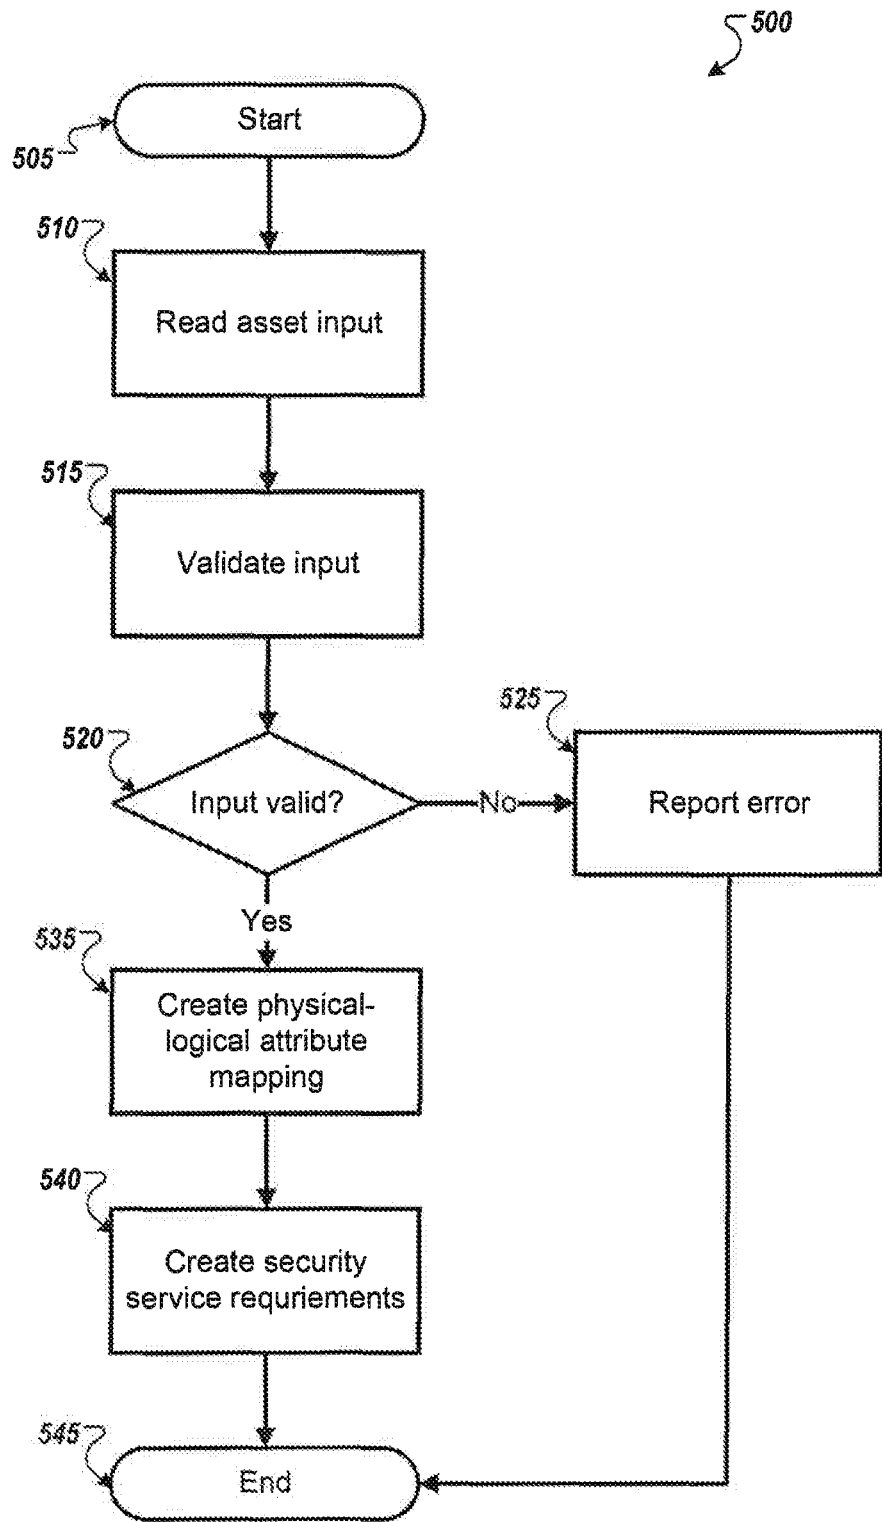 500
Start
505
510
Read asset input
515
Validate input
525
520
Input valid?
No
Report error
Yes
535
Create physical-
logical attribute
mapping
540
Create security
service requriements
545
End